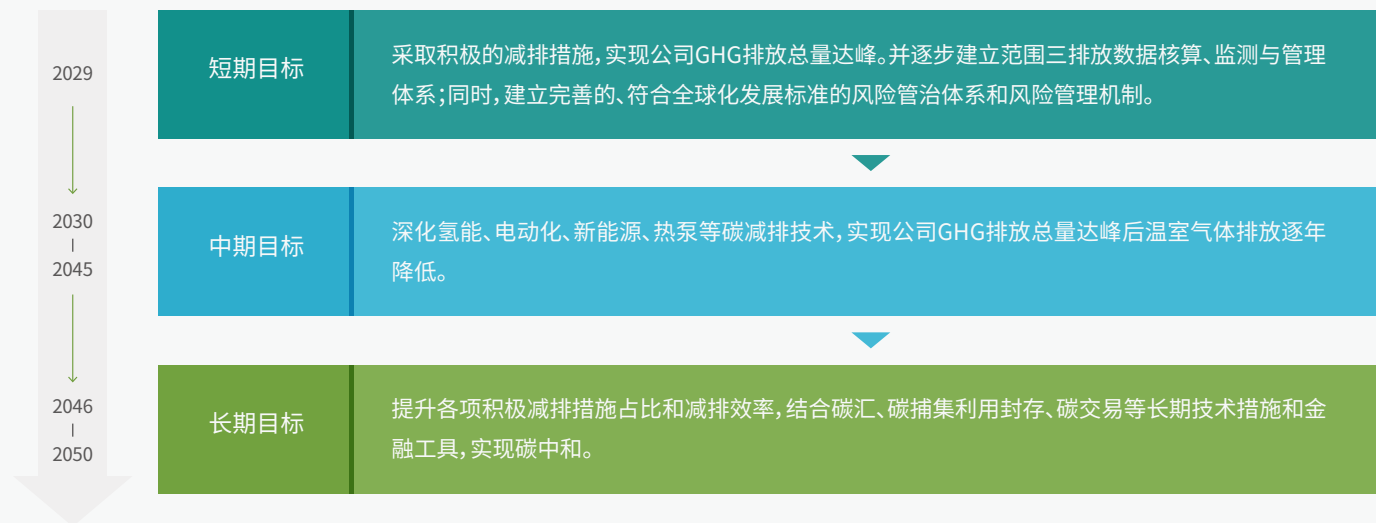 2029
短期目标
采取积极的减排措施，实现公司GHG排放总量达峰。并逐步建立范围三排放数据核算、监测与管理
体系；同时，建立完善的、符合全球化发展标准的风险管治体系和风险管理机制。
2030
|
2045
中期目标
深化氢能、电动化、新能源、热泵等碳减排技术，实现公司GHG排放总量达峰后温室气体排放逐年
降低。
2046
|
2050
长期目标
提升各项积极减排措施占比和减排效率，结合碳汇、碳捕集利用封存、碳交易等长期技术措施和金
融工具，实现碳中和。